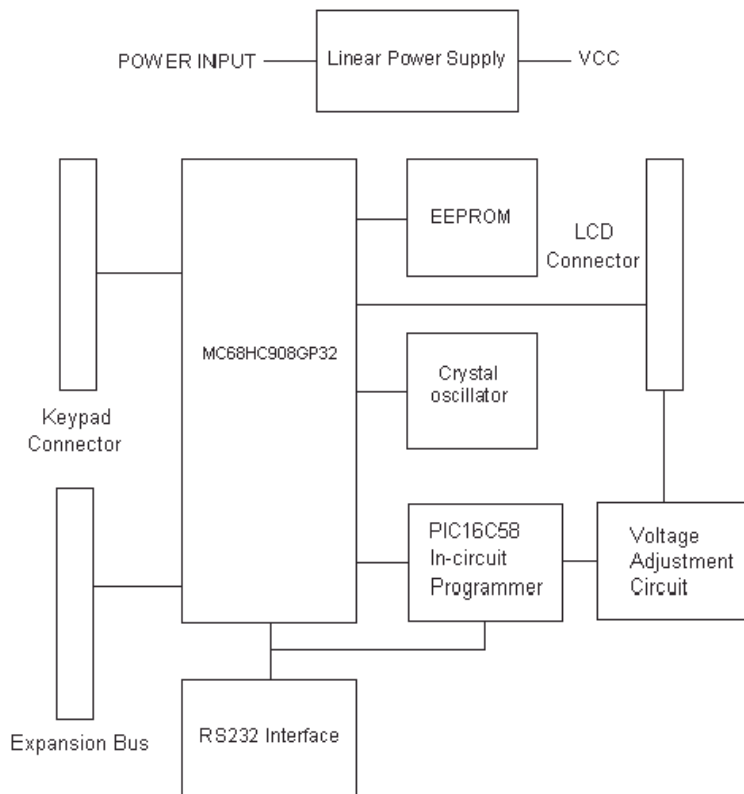 POWER INPUT
Linear Power Supply
VCC
EEPROM
LCD
Connector
MC68HC908GP32
Crystal
oscillator
Keypad
Connector
PIC16C58
In-circuit
Programmer
Voltage
Adjustment
Circuit
Expansion Bus
RS232 Interface